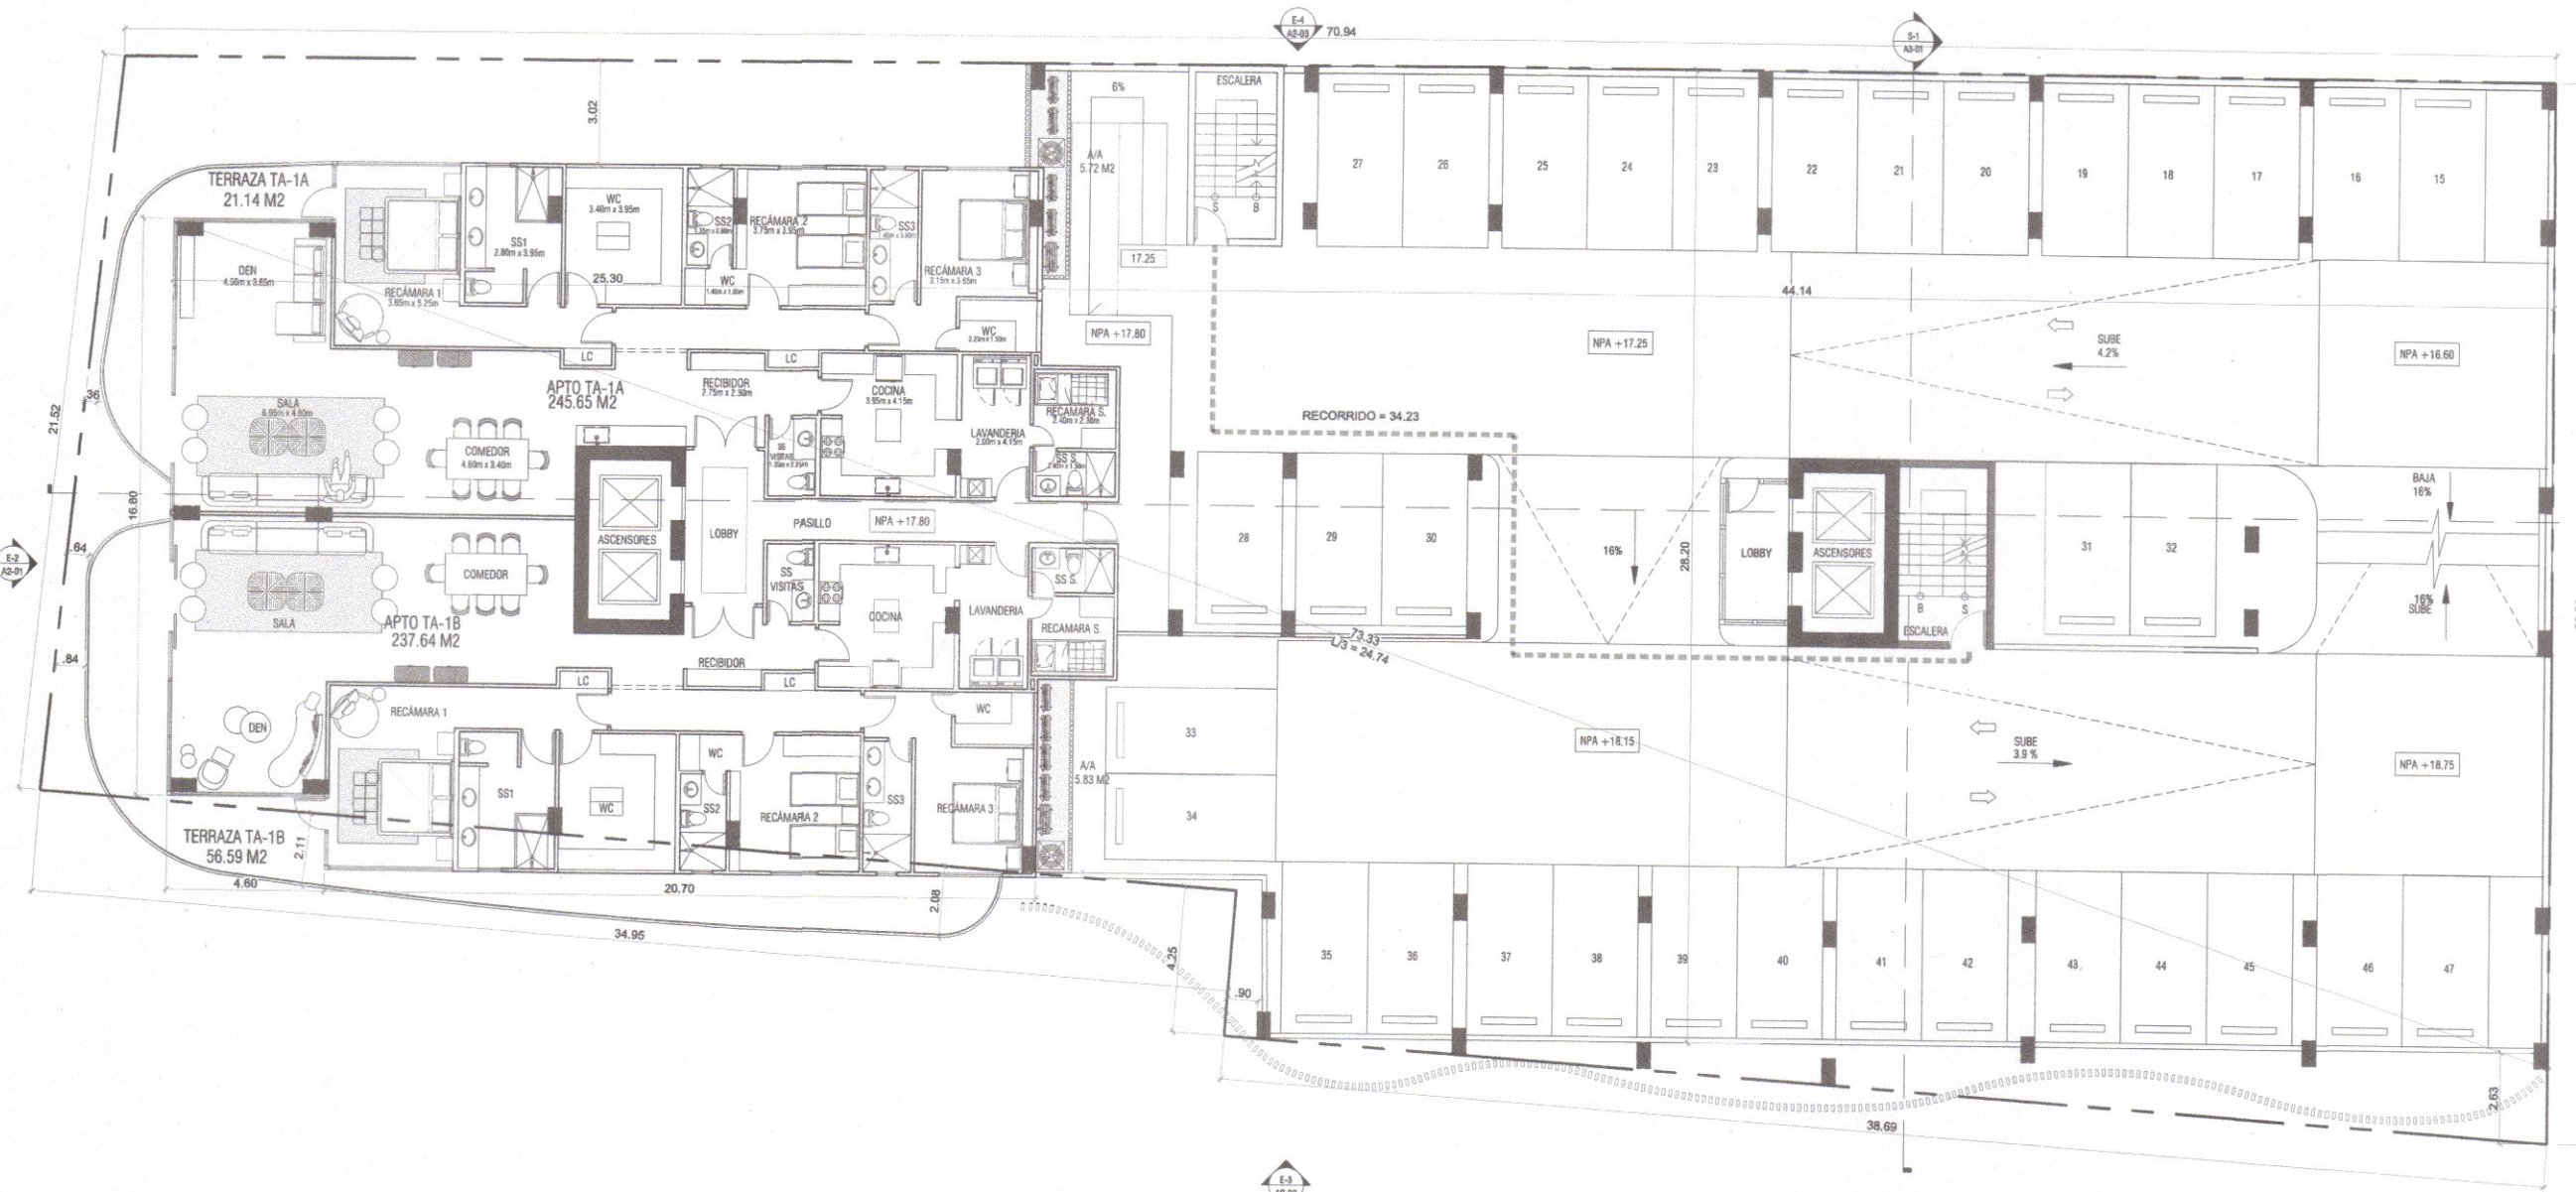 E-4
A2-03
70.94
S-1
A3-01
ESCALERA
6%
3.02
A/A
5.72 M2
S
B
27
26
25
24
23
22
21
20
19
18
17
16
15
TERRAZA TA-1A
21.14 M2
WC
3.40m x 3.95m
SS1
2.80m x 3.95m
SS2
RECÁMARA 2
3.75m x 3.95m
SS3
RECÁMARA 3
3.15m x 3.65m
DEN
RECÁMARA 1
3.65m x 5.25m
25.30
WC
17.25
44.14
NPA +17.80
NPA +17.25
SUBE
4.2%
NPA +16.60
WC
LC
LC
APTO TA-1A
245.65 M2
RECIBIDOR
2.75m x 2.30m
COCINA
3.95m x 4.15m
RECAMARA S.
LAVANDERIA
2.00m x 4.15m
SALA
6.95m x 4.80m
COMEDOR
4.80m x 3.40m
SS
VISITAS
SS S.
RECORRIDO = 34.23
36
21.52
16.80
BAJA
16%
LOBBY
PASILLO
NPA +17.80
ASCENSORES
28
29
30
16%
28.20
LOBBY
ASCENSORES
31
32
16%
SUBE
B
S
ESCALERA
E-2
A2-01
.64
COMEDOR
SS
VISITAS
SS S.
COCINA
LAVANDERIA
RECAMARA S.
SALA
APTO TA-1B
237.64 M2
RECIBIDOR
.84
73.33
L/3 = 24.74
LC
LC
RECÁMARA 1
WC
DEN
33
34
NPA +18.15
SUBE
3.9 %
NPA +18.75
A/A
5.83 M2
WC
SS1
WC
SS2
RECÁMARA 2
SS3
RECÁMARA 3
TERRAZA TA-1B
56.59 M2
2.11
4.60
20.70
2.08
34.95
4.25
.90
35
36
37
38
39
40
41
42
43
44
45
46
47
2.63
38.69
E-3